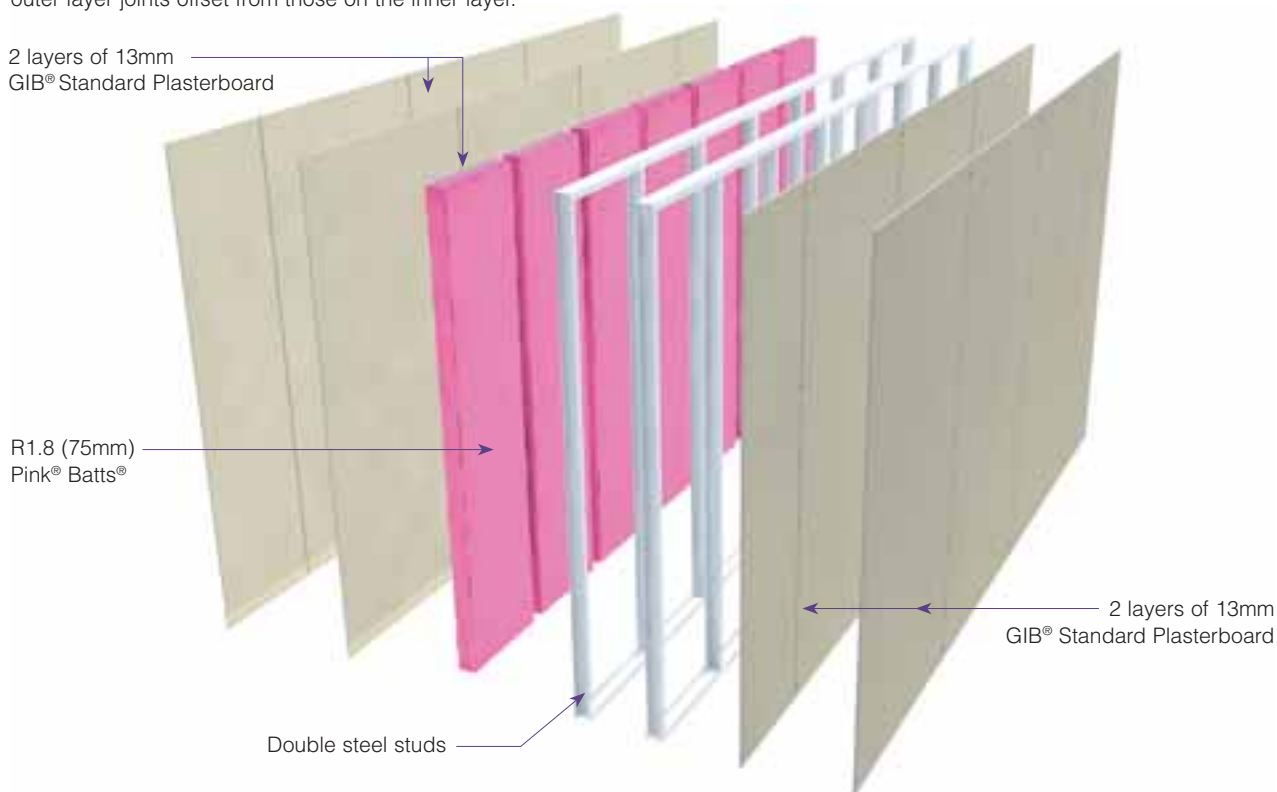 outer layer joints offset from those on the inner layer.
2 layers of 13mm
GIB® Standard Plasterboard
R1.8 (75mm)
Pink® Batts®
2 layers of 13mm
GIB® Standard Plasterboard
Double steel studs